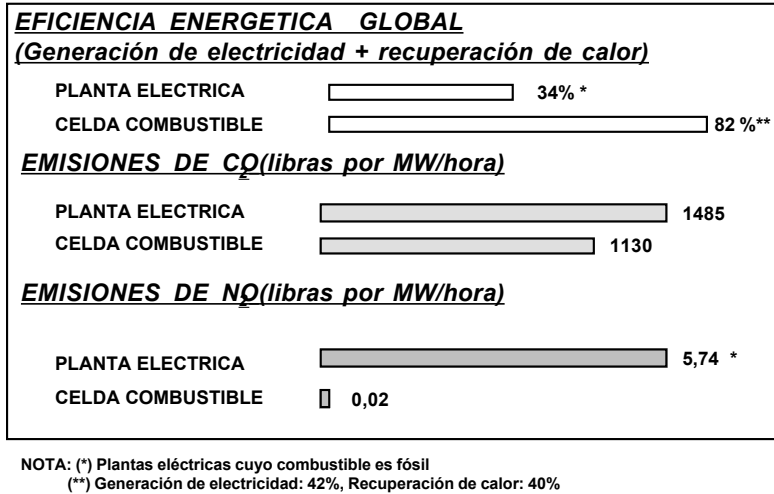 EFICIENCIA ENERGETICA GLOBAL
(Generación de electricidad + recuperación de calor)
PLANTA ELECTRICA 34% *
CELDA COMBUSTIBLE 82 %**
EMISIONES DE CO2(libras por MW/hora)
PLANTA ELECTRICA 1485
CELDA COMBUSTIBLE 1130
EMISIONES DE NO2(libras por MW/hora)
PLANTA ELECTRICA 5,74 *
CELDA COMBUSTIBLE 0,02
NOTA: (*) Plantas eléctricas cuyo combustible es fósil
(**) Generación de electricidad: 42%, Recuperación de calor: 40%